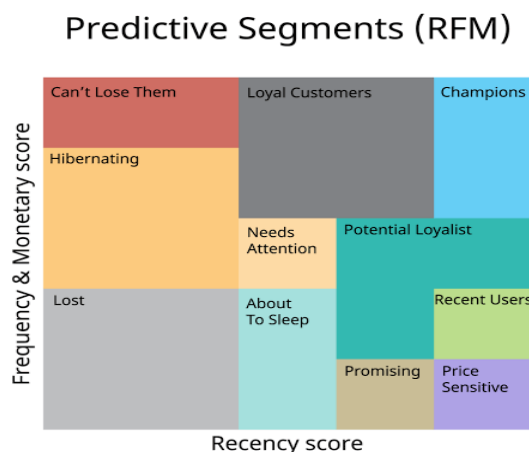 Predictive Segments (RFM)
Can't Lose Them
Loyal Customers
Champions
Hibernating
Needs
Attention
Potential Loyalist
Lost
About
To Sleep
Recent Users
Promising
Price
Sensitive
Frequency & Monetary score
Recency score